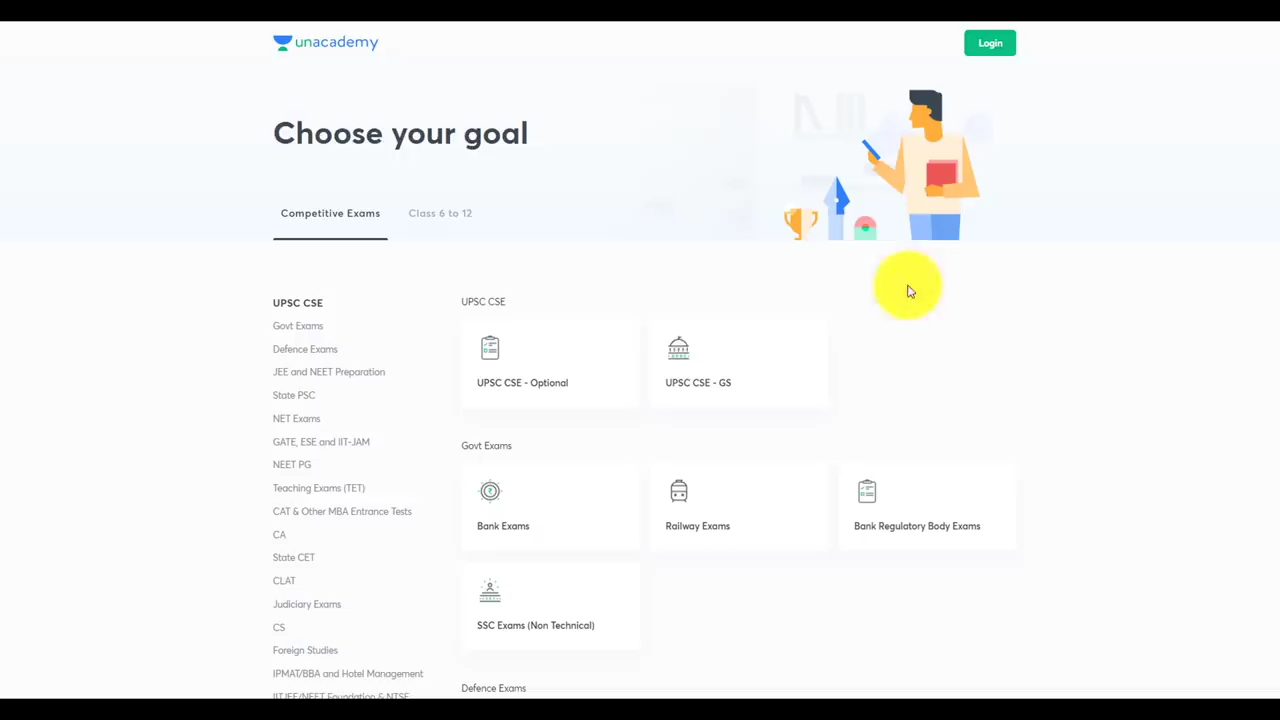 unacademy
Login
Choose your goal
Competitive Exams
Class 6 to 12
UPSC CSE
Govt Exams
Defence Exams
JEE and NEET Preparation
State PSC
NET Exams
GATE, ESE and IIT-JAM
NEET PG
Teaching Exams (TET)
CAT & Other MBA Entrance Tests
CA
State CET
CLAT
Judiciary Exams
CS
Foreign Studies
IPMAT/BBA and Hotel Management
IITJEE/NEET Foundation & NTSE
UPSC CSE
UPSC CSE - Optional
UPSC CSE - GS
Govt Exams
Bank Exams
Railway Exams
Bank Regulatory Body Exams
SSC Exams (Non Technical)
Defence Exams